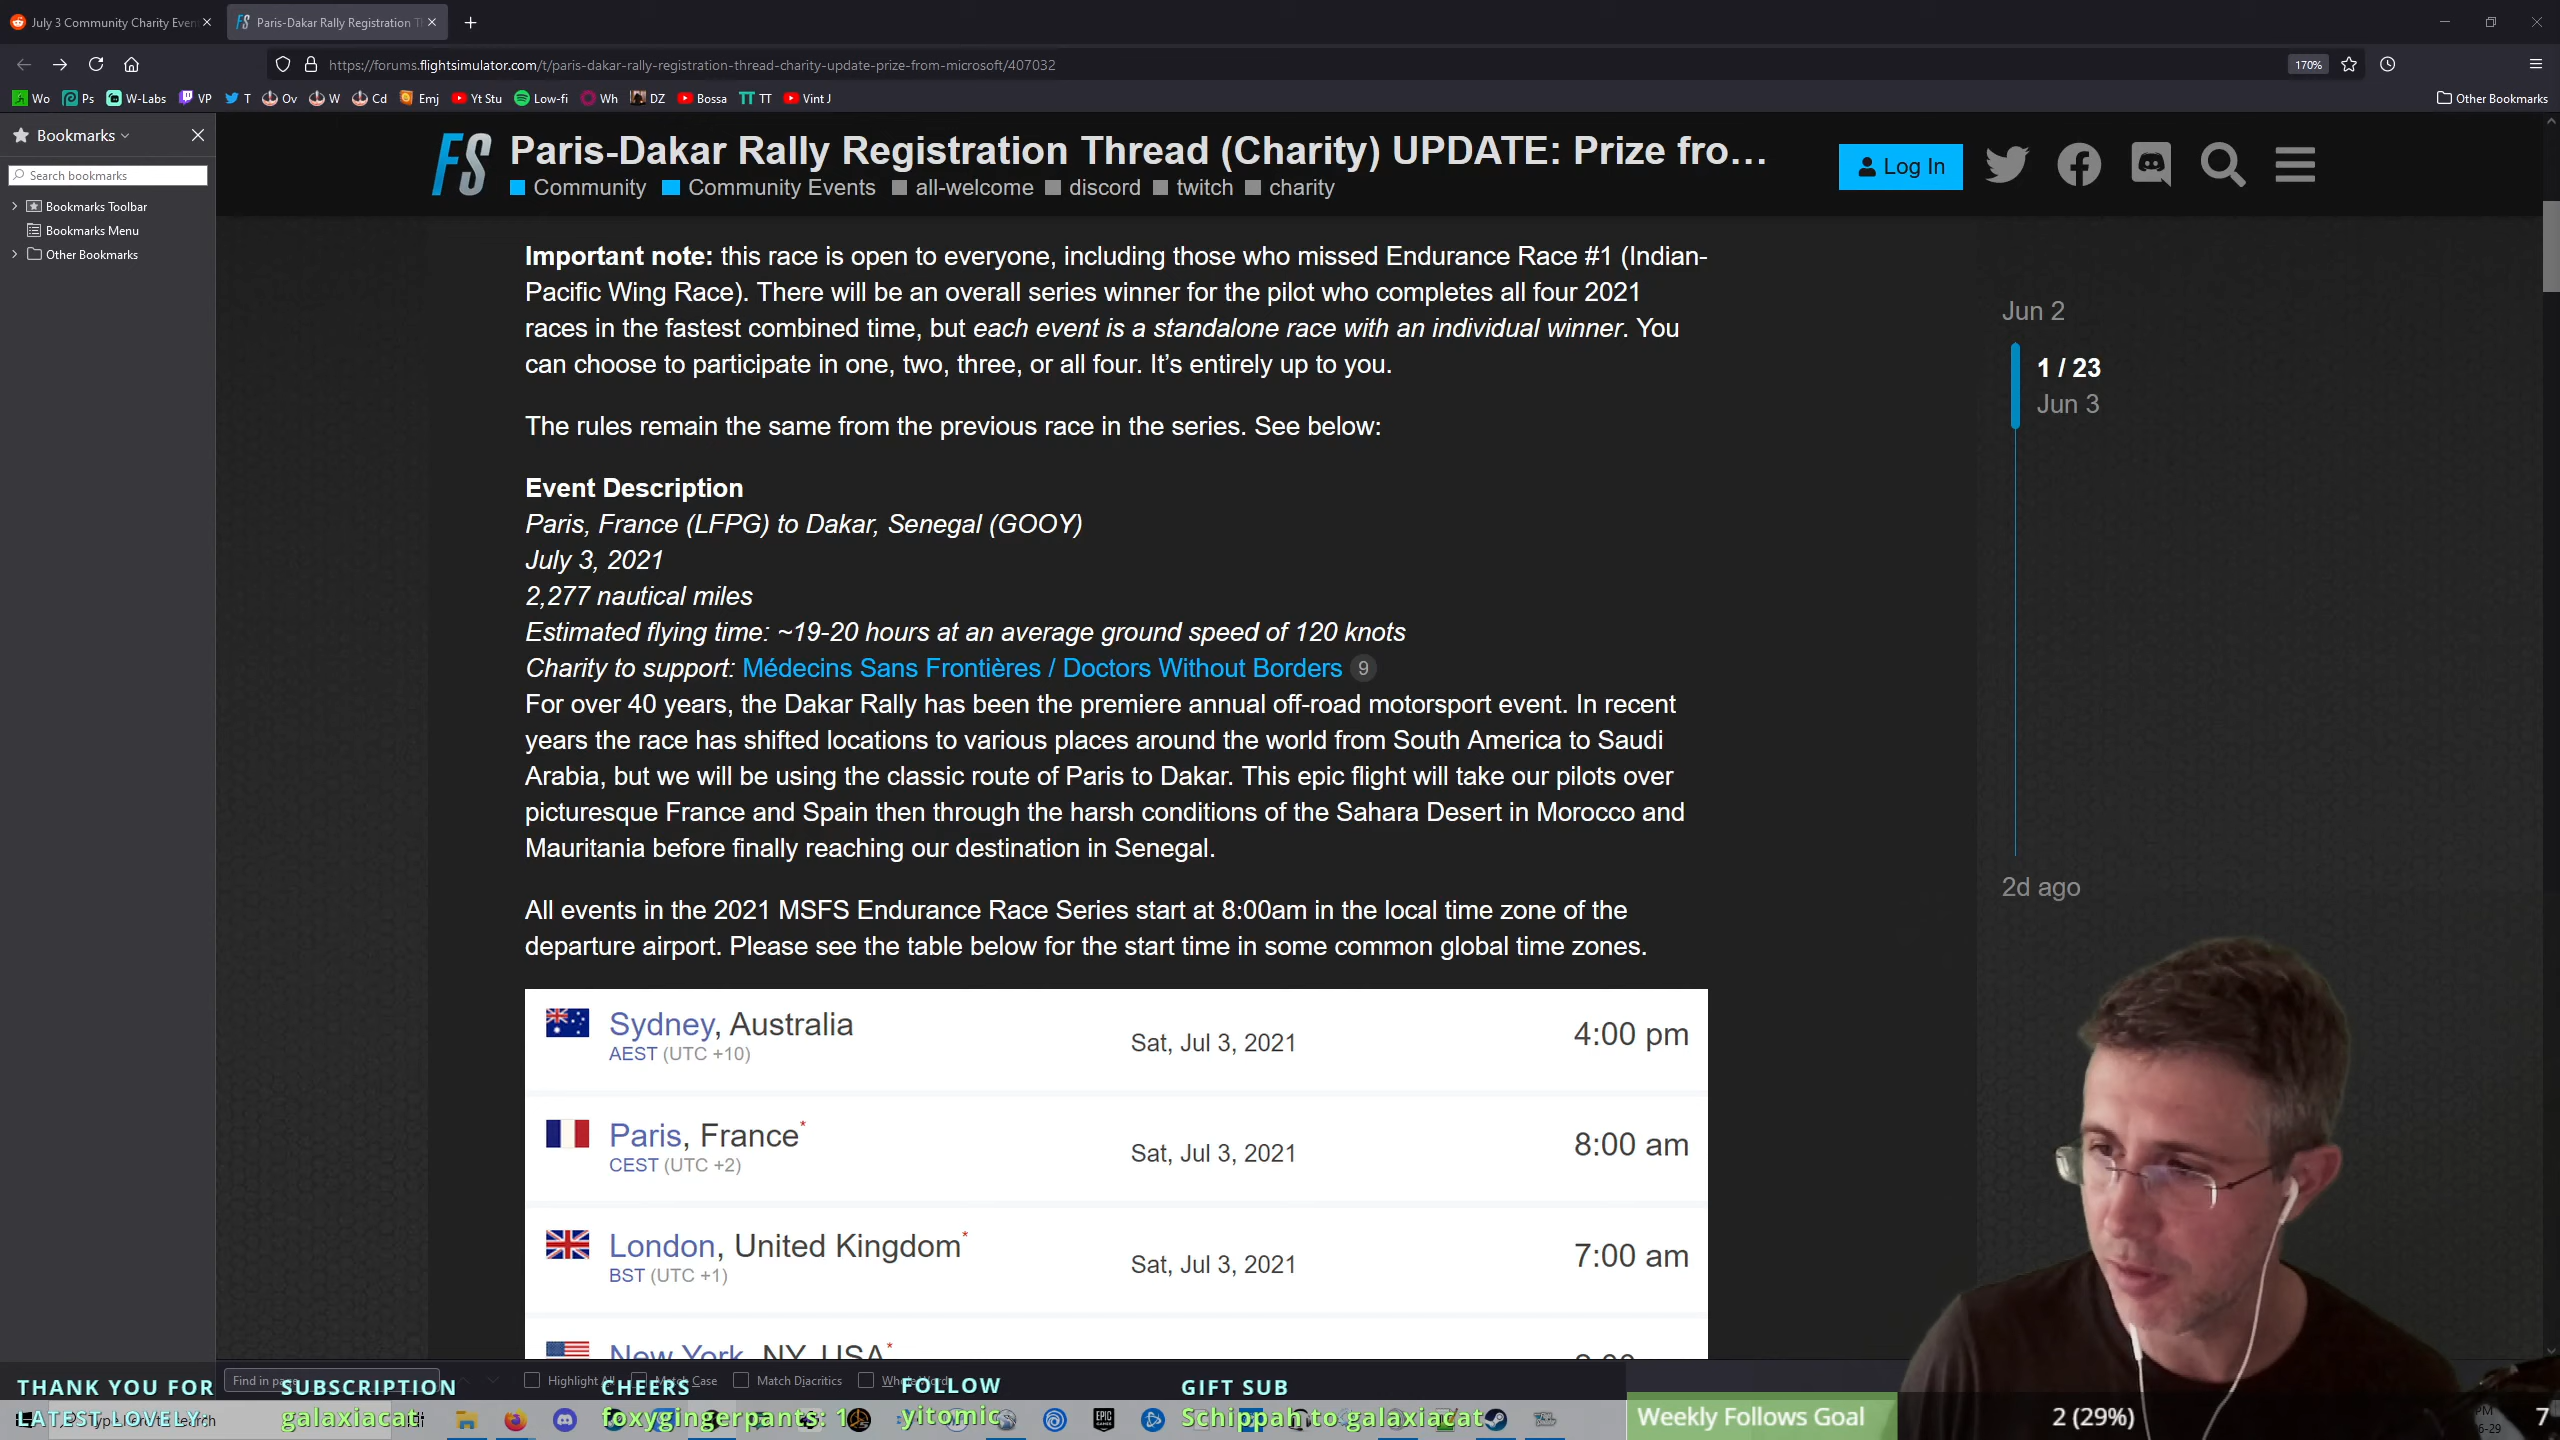 July 3 Community Charity Even
Paris-Dakar Rally Registration T
https://forums.flightsimulator.com/t/paris-dakar-rally-registration-thread-charity-update-prize-from-microsoft/407032
170%
Wo Ps W-Labs VP T Ov W Cd Emj Yt Stu Low-fi Wh DZ Bossa TT Vint J
Other Bookmarks
Bookmarks
Search bookmarks
Bookmarks Toolbar
Bookmarks Menu
Other Bookmarks
FS
Paris-Dakar Rally Registration Thread (Charity) UPDATE: Prize fro…
Community Community Events all-welcome discord twitch charity
Log In
Important note: this race is open to everyone, including those who missed Endurance Race #1 (Indian-
Pacific Wing Race). There will be an overall series winner for the pilot who completes all four 2021
races in the fastest combined time, but each event is a standalone race with an individual winner. You
can choose to participate in one, two, three, or all four. It’s entirely up to you.
The rules remain the same from the previous race in the series. See below:
Event Description
Paris, France (LFPG) to Dakar, Senegal (GOOY)
July 3, 2021
2,277 nautical miles
Estimated flying time: ~19-20 hours at an average ground speed of 120 knots
Charity to support: Médecins Sans Frontières / Doctors Without Borders 9
For over 40 years, the Dakar Rally has been the premiere annual off-road motorsport event. In recent
years the race has shifted locations to various places around the world from South America to Saudi
Arabia, but we will be using the classic route of Paris to Dakar. This epic flight will take our pilots over
picturesque France and Spain then through the harsh conditions of the Sahara Desert in Morocco and
Mauritania before finally reaching our destination in Senegal.
All events in the 2021 MSFS Endurance Race Series start at 8:00am in the local time zone of the
departure airport. Please see the table below for the start time in some common global time zones.
Sydney, Australia Sat, Jul 3, 2021 4:00 pm
AEST (UTC +10)
Paris, France* Sat, Jul 3, 2021 8:00 am
CEST (UTC +2)
London, United Kingdom* Sat, Jul 3, 2021 7:00 am
BST (UTC +1)
New York, NY, USA*
Jun 2
1 / 23
Jun 3
2d ago
Find in page Highlight All Match Case Match Diacritics
THANK YOU FOR SUBSCRIPTION CHEERS FOLLOW GIFT SUB
LATEST LOVELY: galaxiacat foxygingerpants: 1 yitomic Schippah to galaxiacat
Weekly Follows Goal 2 (29%) 7